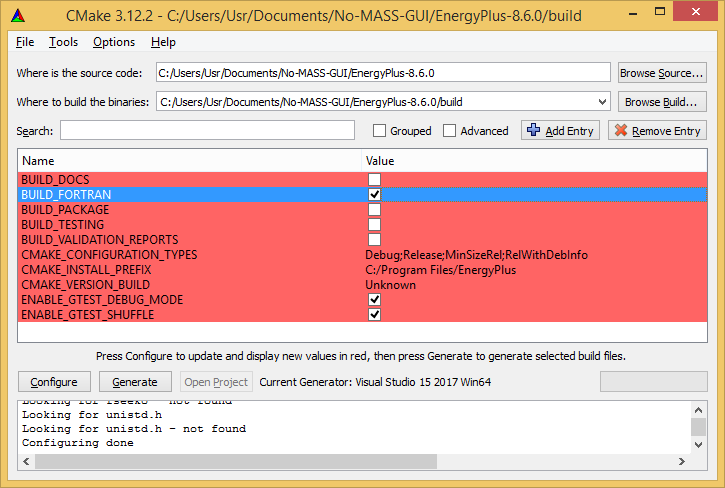 CMake 3.12.2 - C:/Users/Usr/Documents/No-MASS-GUI/EnergyPlus-8.6.0/build
File Tools Options Help
Where is the source code: C:/Users/Usr/Documents/No-MASS-GUI/EnergyPlus-8.6.0 Browse Source...
Where to build the binaries: C:/Users/Usr/Documents/No-MASS-GUI/EnergyPlus-8.6.0/build Browse Build...
Search: Grouped Advanced Add Entry Remove Entry
Name Value
BUILD_DOCS
BUILD_FORTRAN
BUILD_PACKAGE
BUILD_TESTING
BUILD_VALIDATION_REPORTS
CMAKE_CONFIGURATION_TYPES Debug;Release;MinSizeRel;RelWithDebInfo
CMAKE_INSTALL_PREFIX C:/Program Files/EnergyPlus
CMAKE_VERSION_BUILD Unknown
ENABLE_GTEST_DEBUG_MODE
ENABLE_GTEST_SHUFFLE
Press Configure to update and display new values in red, then press Generate to generate selected build files.
Configure Generate Open Project Current Generator: Visual Studio 15 2017 Win64
Looking for fseeko - not found
Looking for unistd.h
Looking for unistd.h - not found
Configuring done